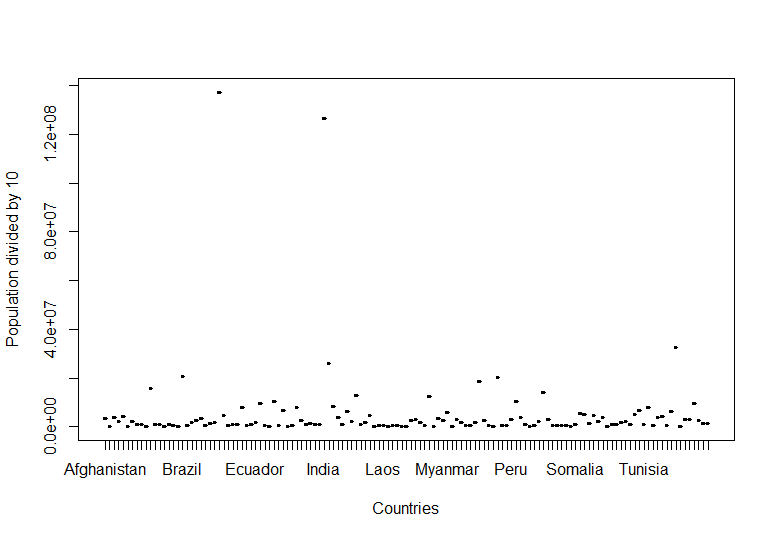 Population divided by 10
1.2e+08
8.0e+07
4.0e+07
0.0e+00
Afghanistan Brazil Ecuador India Laos Myanmar Peru Somalia Tunisia
Countries